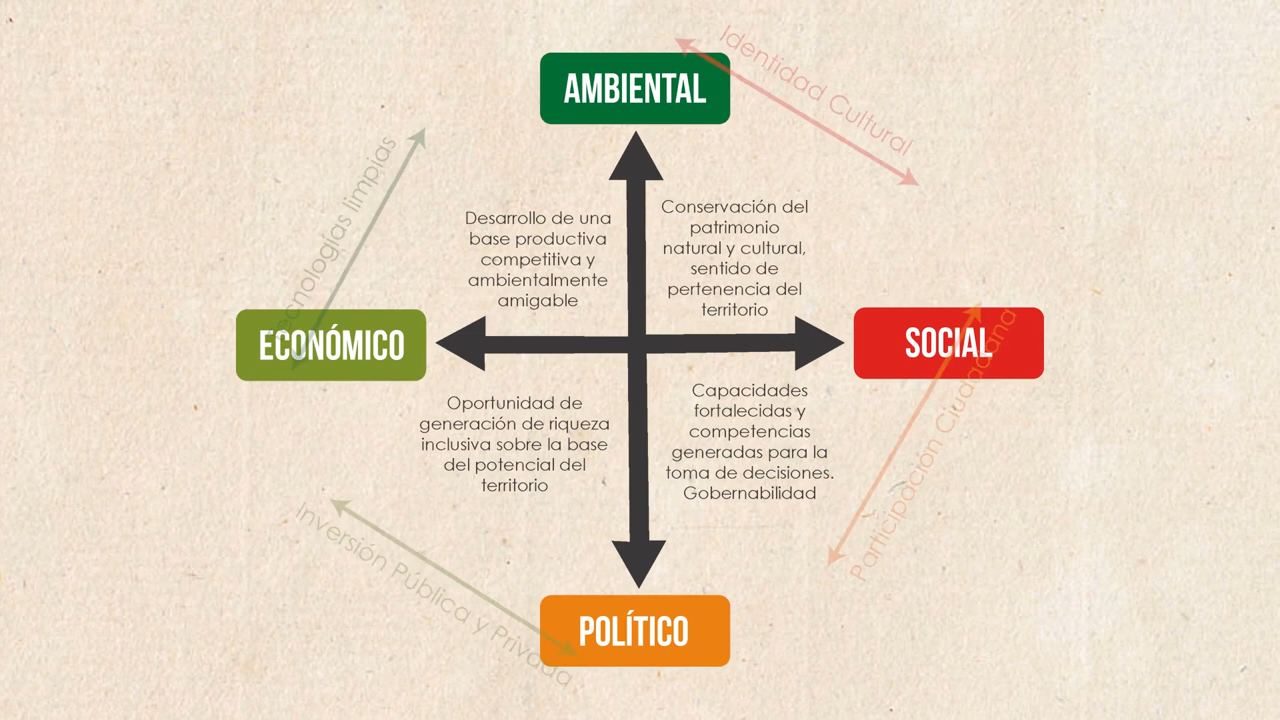 AMBIENTAL
Identidad Cultural
Tecnologías limpias
Desarrollo de una
base productiva
competitiva y
ambientalmente
amigable
Conservación del
patrimonio
natural y cultural,
sentido de
pertenencia del
territorio
ECONÓMICO
SOCIAL
Oportunidad de
generación de riqueza
inclusiva sobre la base
del potencial del
territorio
Capacidades
fortalecidas y
competencias
generadas para la
toma de decisiones.
Gobernabilidad
Participación Ciudadana
Inversión Pública y Privada
POLÍTICO